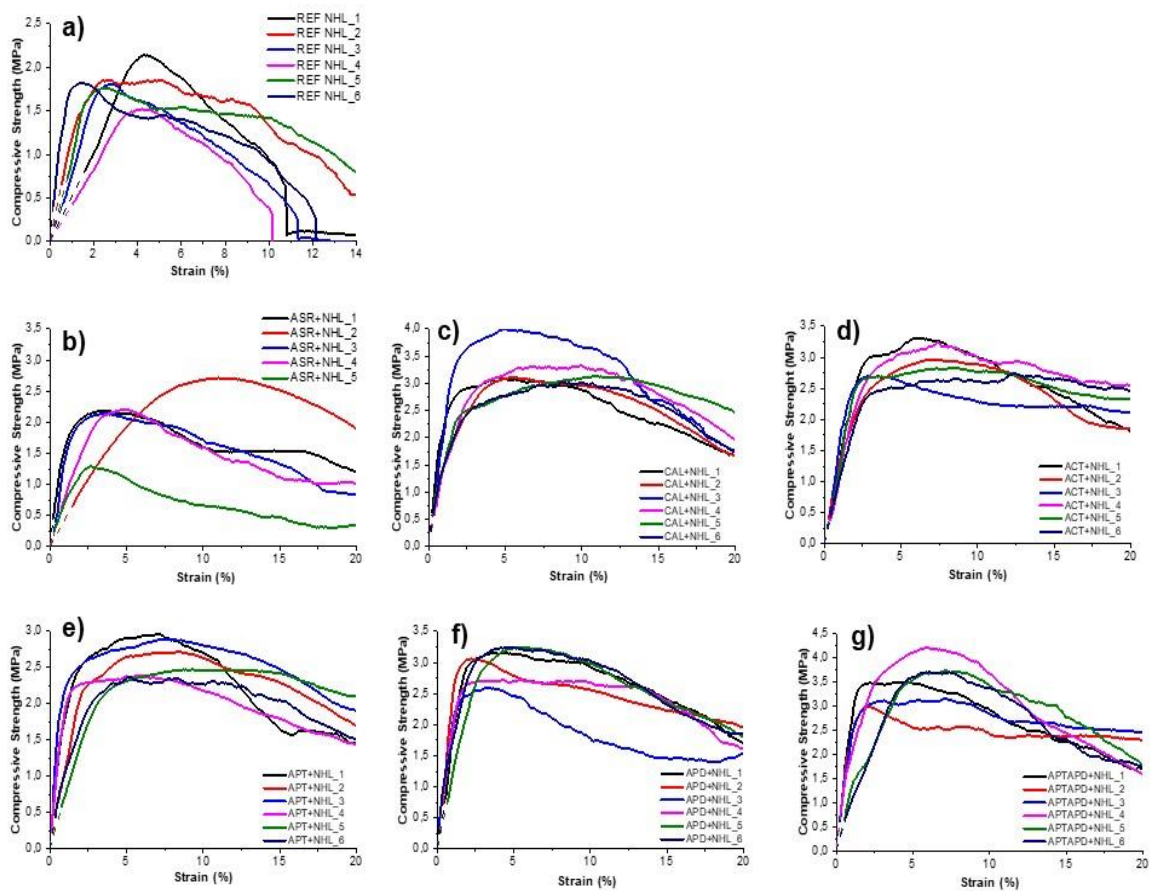 a)
REF NHL_1
REF NHL_2
REF NHL_3
REF NHL_4
REF NHL_5
REF NHL_6
Compressive Strength (MPa)
2,5
2,0
1,5
1,0
0,5
0,0
0 2 4 6 8 10 12 14
Strain (%)
b)
ASR+NHL_1
ASR+NHL_2
ASR+NHL_3
ASR+NHL_4
ASR+NHL_5
Compressive Strength (MPa)
3,5
3,0
2,5
2,0
1,5
1,0
0,5
0,0
0 5 10 15 20
Strain (%)
c)
Compressive Strength (MPa)
4,0
3,5
3,0
2,5
2,0
1,5
1,0
0,5
0,0
CAL+NHL_1
CAL+NHL_2
CAL+NHL_3
CAL+NHL_4
CAL+NHL_5
CAL+NHL_6
0 5 10 15 20
Strain (%)
d)
Compressive Strenght (MPa)
3,5
3,0
2,5
2,0
1,5
1,0
0,5
0,0
ACT+NHL_1
ACT+NHL_2
ACT+NHL_3
ACT+NHL_4
ACT+NHL_5
ACT+NHL_6
0 5 10 15 20
Strain (%)
e)
Compressive Strength (MPa)
3,0
2,5
2,0
1,5
1,0
0,5
0,0
APT+NHL_1
APT+NHL_2
APT+NHL_3
APT+NHL_4
APT+NHL_5
APT+NHL_6
0 5 10 15 20
Strain (%)
f)
Compressive Strength (MPa)
3,5
3,0
2,5
2,0
1,5
1,0
0,5
0,0
APD+NHL_1
APD+NHL_2
APD+NHL_3
APD+NHL_4
APD+NHL_5
APD+NHL_6
0 5 10 15 20
Strain (%)
g)
Compressive Strength (MPa)
4,5
4,0
3,5
3,0
2,5
2,0
1,5
1,0
0,5
0,0
APTAPD+NHL_1
APTAPD+NHL_2
APTAPD+NHL_3
APTAPD+NHL_4
APTAPD+NHL_5
APTAPD+NHL_6
0 5 10 15 20
Strain (%)